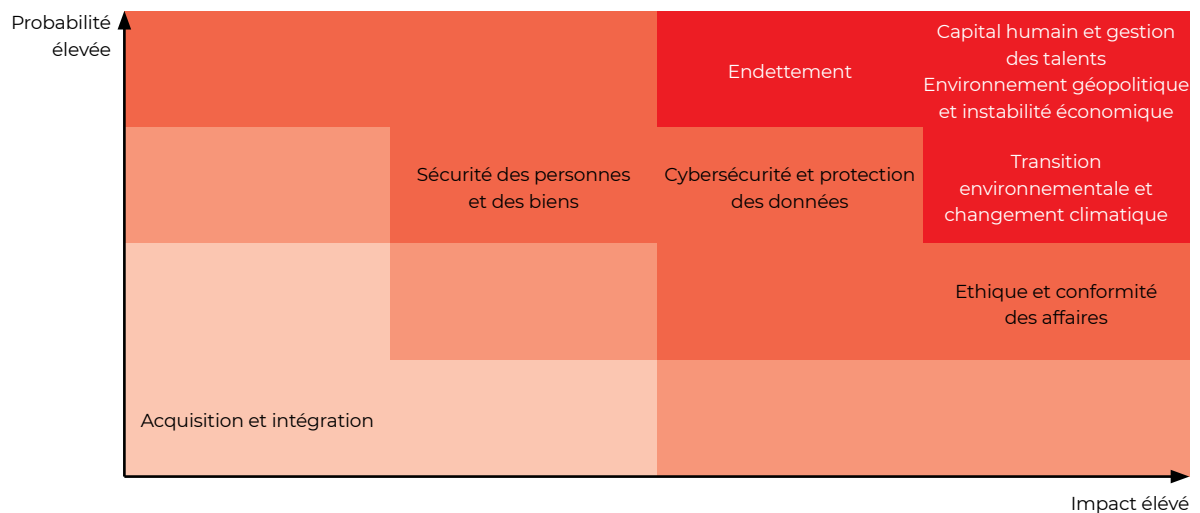 Probabilité
élevée
Endettement
Capital humain et gestion
des talents
Environnement géopolitique
et instabilité économique
Sécurité des personnes
et des biens
Cybersécurité et protection
des données
Transition
environnementale et
changement climatique
Ethique et conformité
des affaires
Acquisition et intégration
Impact élévé